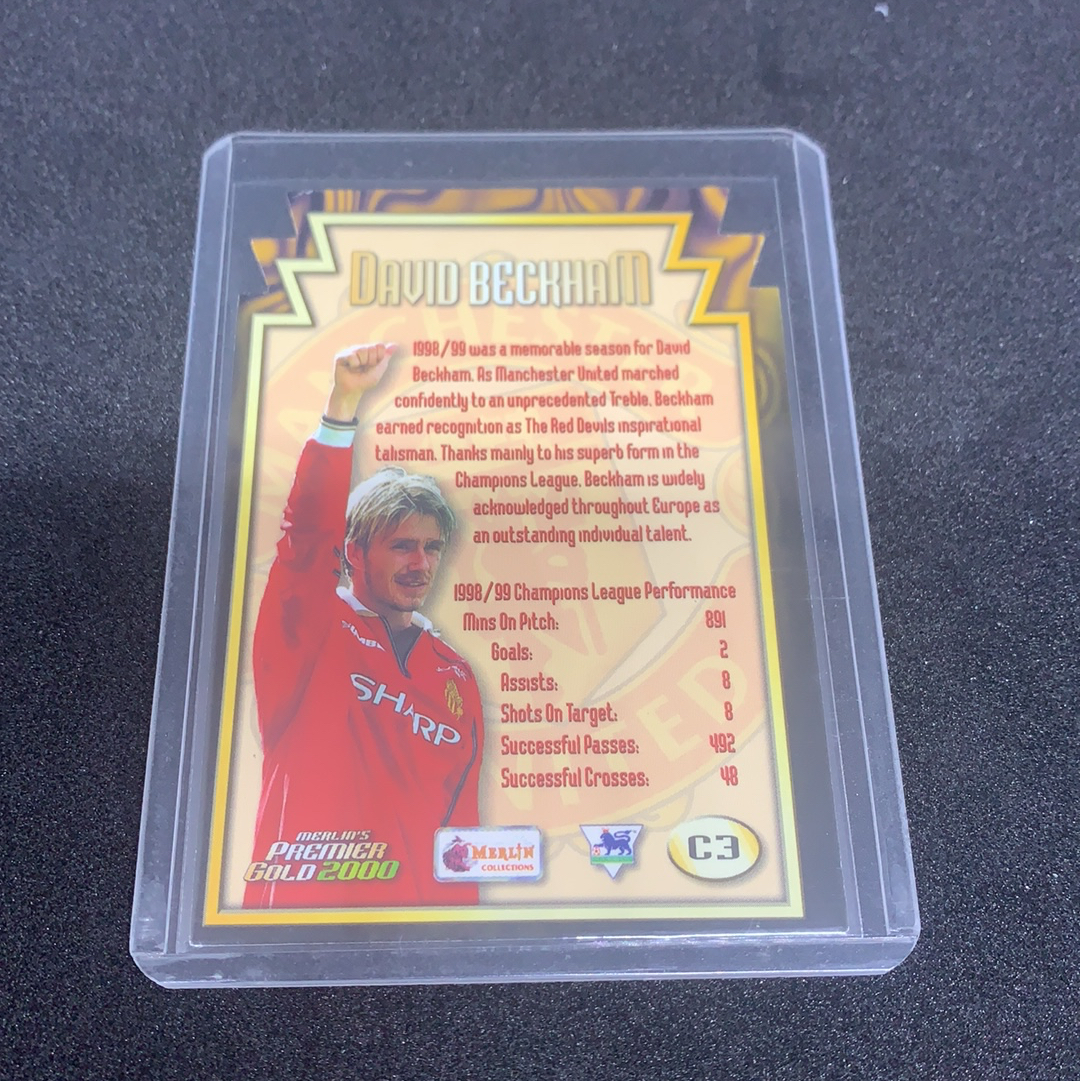 DAVID BECKHAM
1998/99 was a memorable season for David
Beckham. As Manchester United marched
confidently to an unprecedented Treble, Beckham
earned recognition as The Red Devils inspirational
talisman. Thanks mainly to his superb form in the
Champions League, Beckham is widely
acknowledged throughout Europe as
an outstanding individual talent.
1998/99 Champions League Performance
Mins On Pitch: 891
Goals: 2
Assists: 8
Shots On Target: 8
Successful Passes: 492
Successful Crosses: 48
UMBRO
SHARP
MERLIN'S
PREMIER
GOLD 2000
MERLIN
COLLECTIONS
C3
MANCHESTER
UNITED